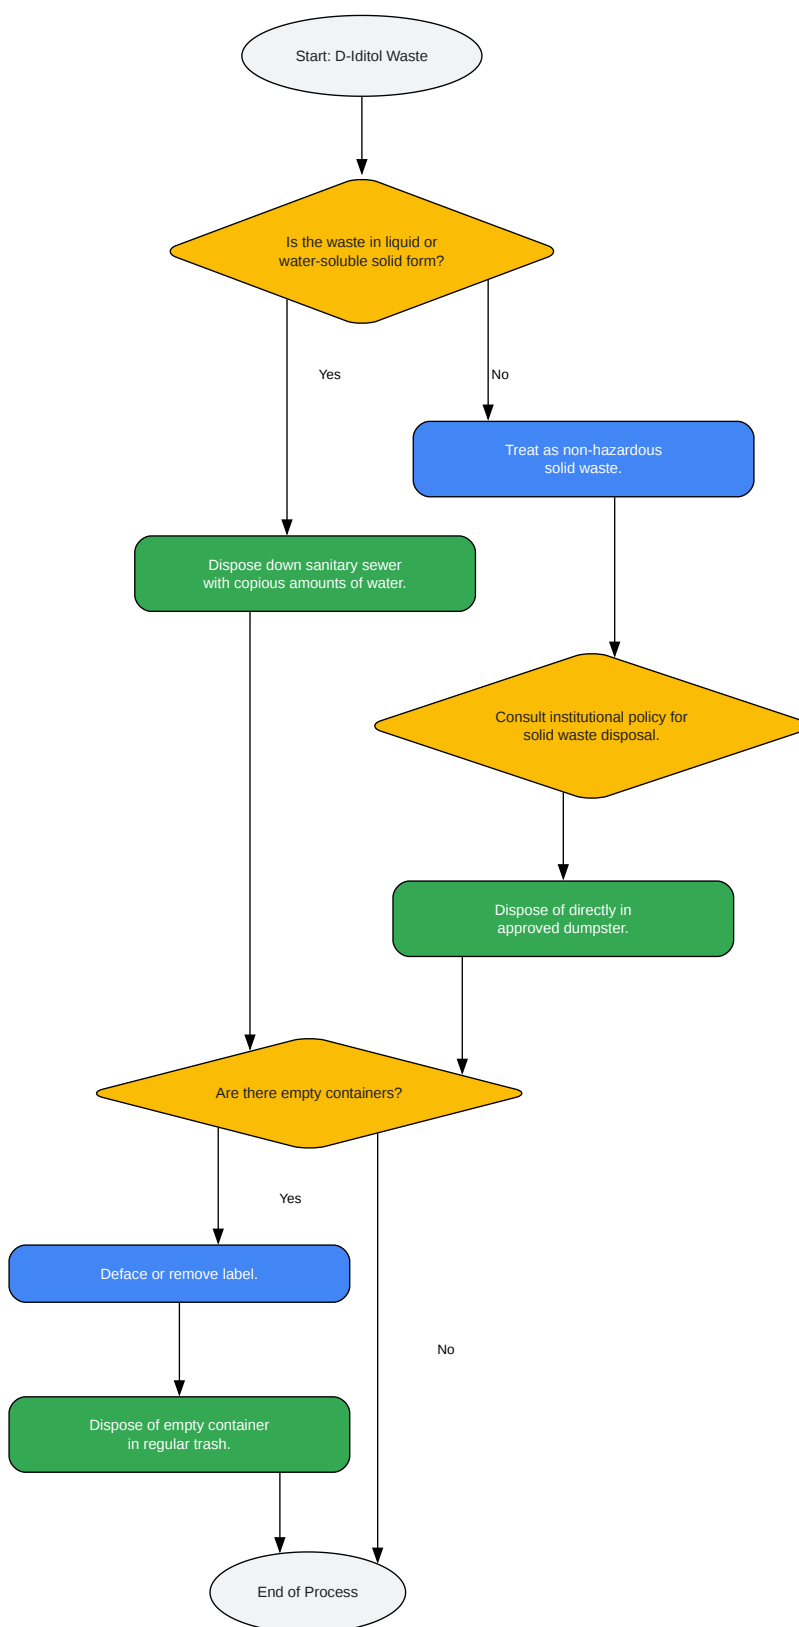 Start: D-Iditol Waste
Is the waste in liquid or
water-soluble solid form?
Yes
No
Treat as non-hazardous
solid waste.
Dispose down sanitary sewer
with copious amounts of water.
Consult institutional policy for
solid waste disposal.
Dispose of directly in
approved dumpster.
Are there empty containers?
Yes
Deface or remove label.
No
Dispose of empty container
in regular trash.
End of Process